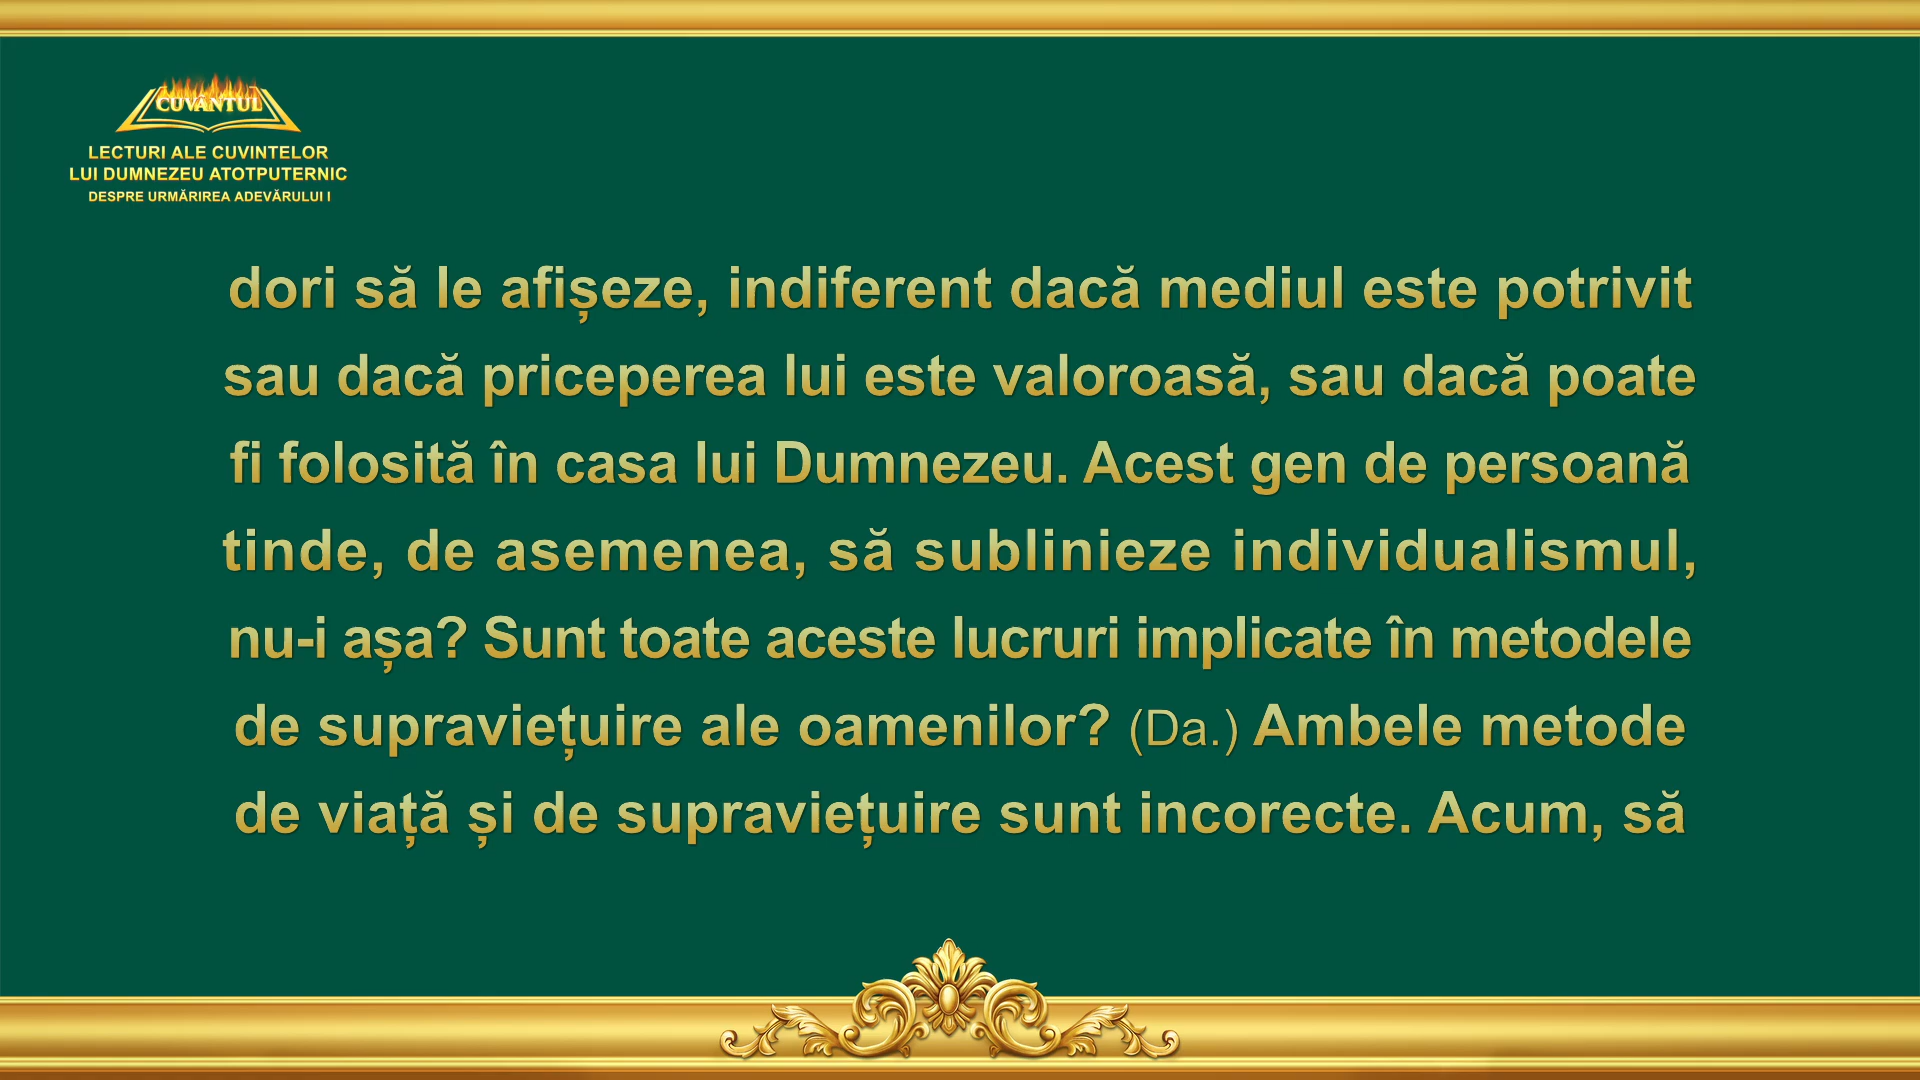 CUVÂNTUL
LECTURI ALE CUVINTELOR
LUI DUMNEZEU ATOTPUTERNIC
DESPRE URMĂRIREA ADEVĂRULUI I
dori să le afișeze, indiferent dacă mediul este potrivit
sau dacă priceperea lui este valoroasă, sau dacă poate
fi folosită în casa lui Dumnezeu. Acest gen de persoană
tinde, de asemenea, să sublinieze individualismul,
nu-i așa? Sunt toate aceste lucruri implicate în metodele
de supraviețuire ale oamenilor? (Da.) Ambele metode
de viață și de supraviețuire sunt incorecte. Acum, să